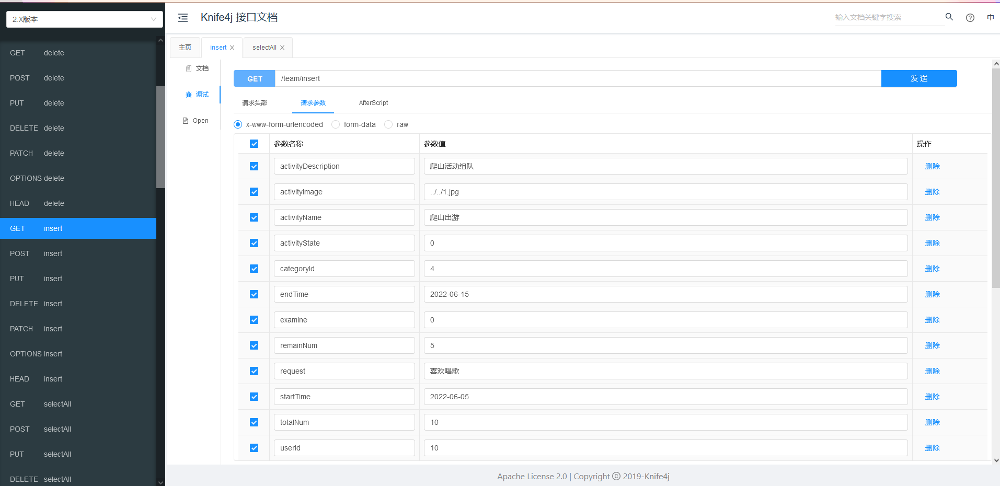 2.X版本
GET delete
POST delete
PUT delete
DELETE delete
PATCH delete
OPTIONS delete
HEAD delete
GET insert
POST insert
PUT insert
DELETE insert
PATCH insert
OPTIONS insert
HEAD insert
GET selectAll
POST selectAll
PUT selectAll
DELETE selectAll
Knife4j 接口文档
输入文档关键字搜索
中
主页 insert selectAll
文档
调试
Open
GET /team/insert 发 送
请求头部 请求参数 AfterScript
x-www-form-urlencoded form-data raw
参数名称 参数值 操作
activityDescription 爬山活动组队 删除
activityImage ../../1.jpg 删除
activityName 爬山出游 删除
activityState 0 删除
categoryId 4 删除
endTime 2022-06-15 删除
examine 0 删除
remainNum 5 删除
request 喜欢唱歌 删除
startTime 2022-06-05 删除
totalNum 10 删除
userId 10 删除
Apache License 2.0 | Copyright © 2019-Knife4j